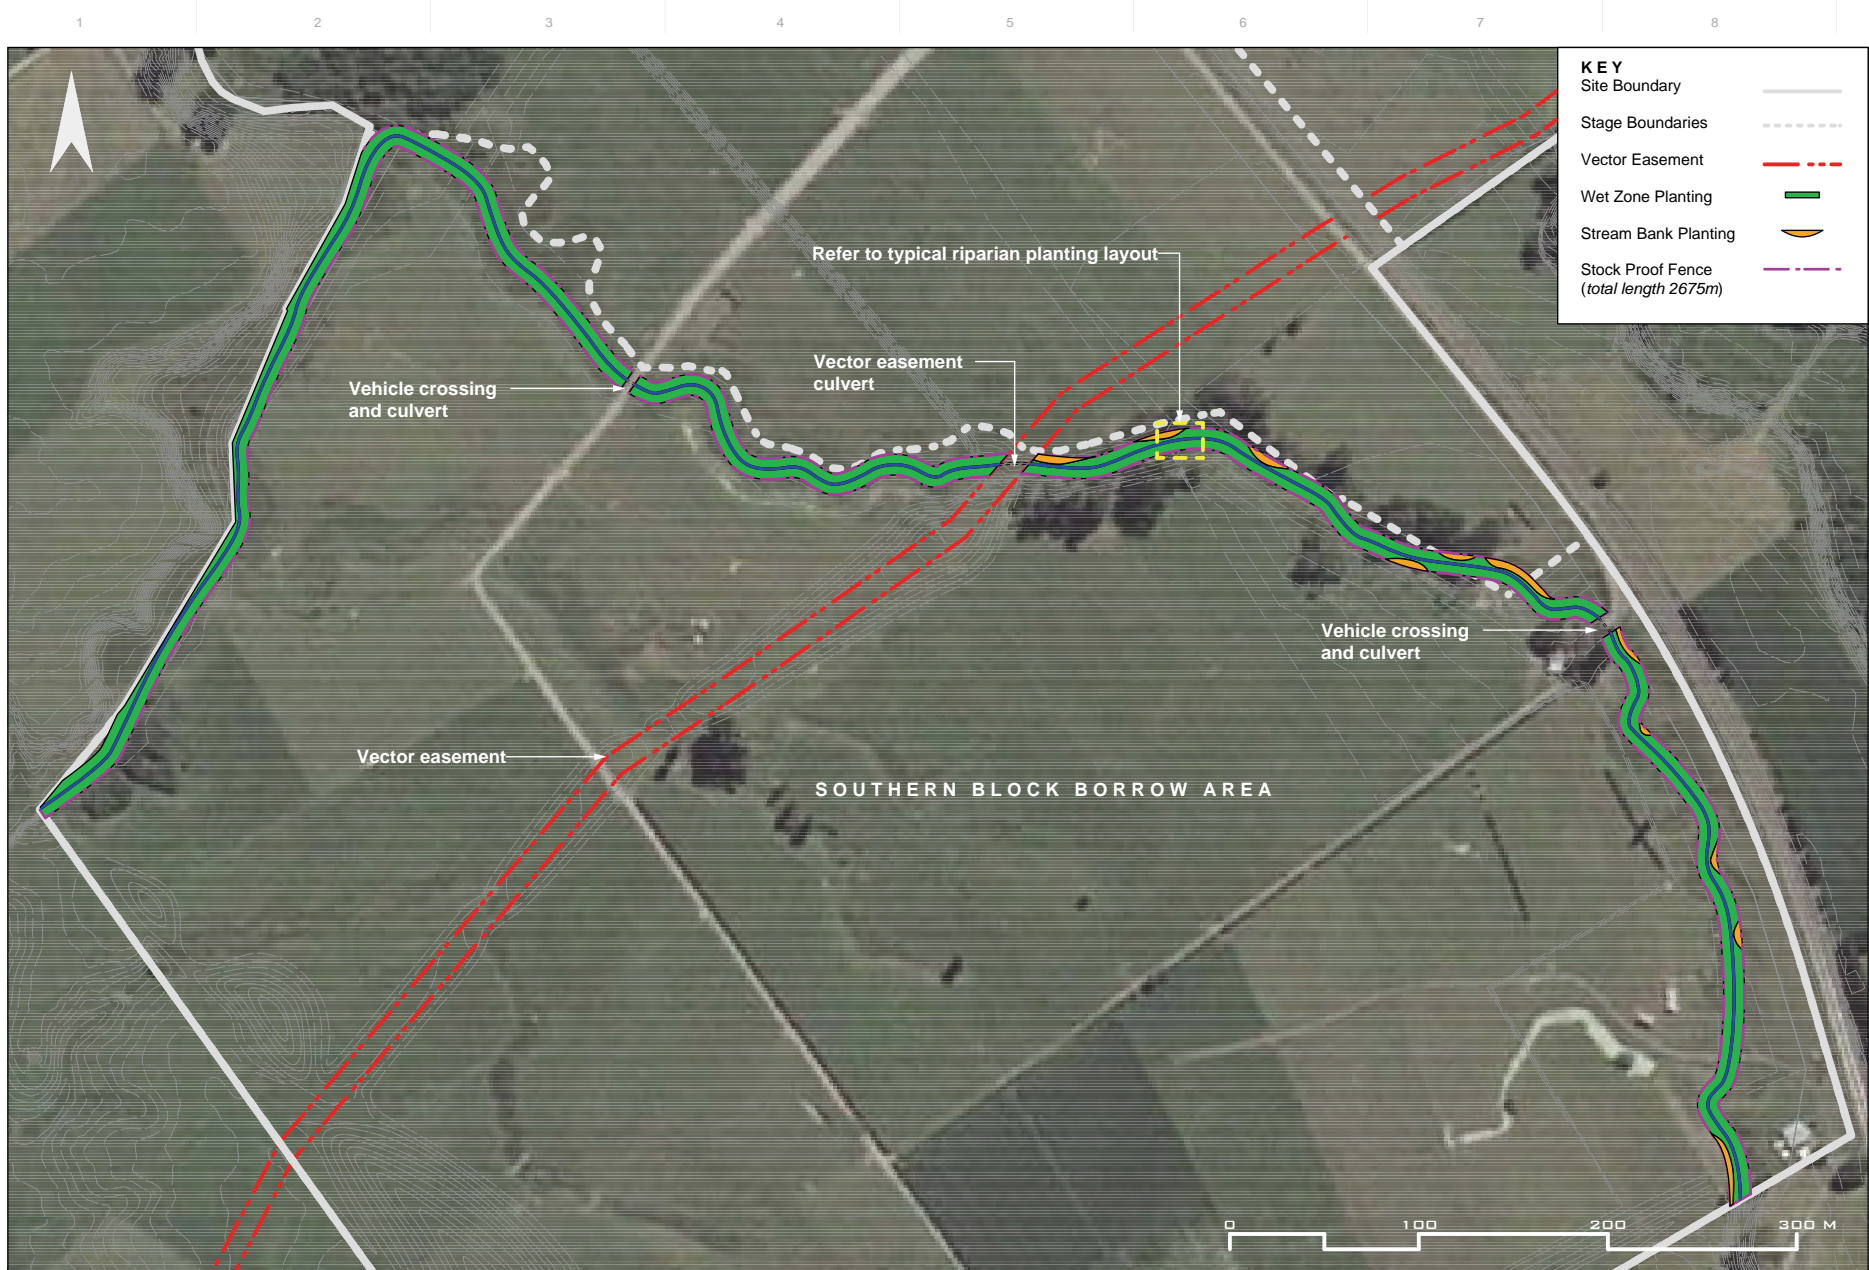 1 2 3 4 5 6 7 8
KEY
Site Boundary
Stage Boundaries
Vector Easement
Wet Zone Planting
Stream Bank Planting
Stock Proof Fence
(total length 2675m)
Refer to typical riparian planting layout
Vector easement
culvert
Vehicle crossing
and culvert
Vehicle crossing
and culvert
Vector easement
SOUTHERN BLOCK BORROW AREA
0 100 200 300 M